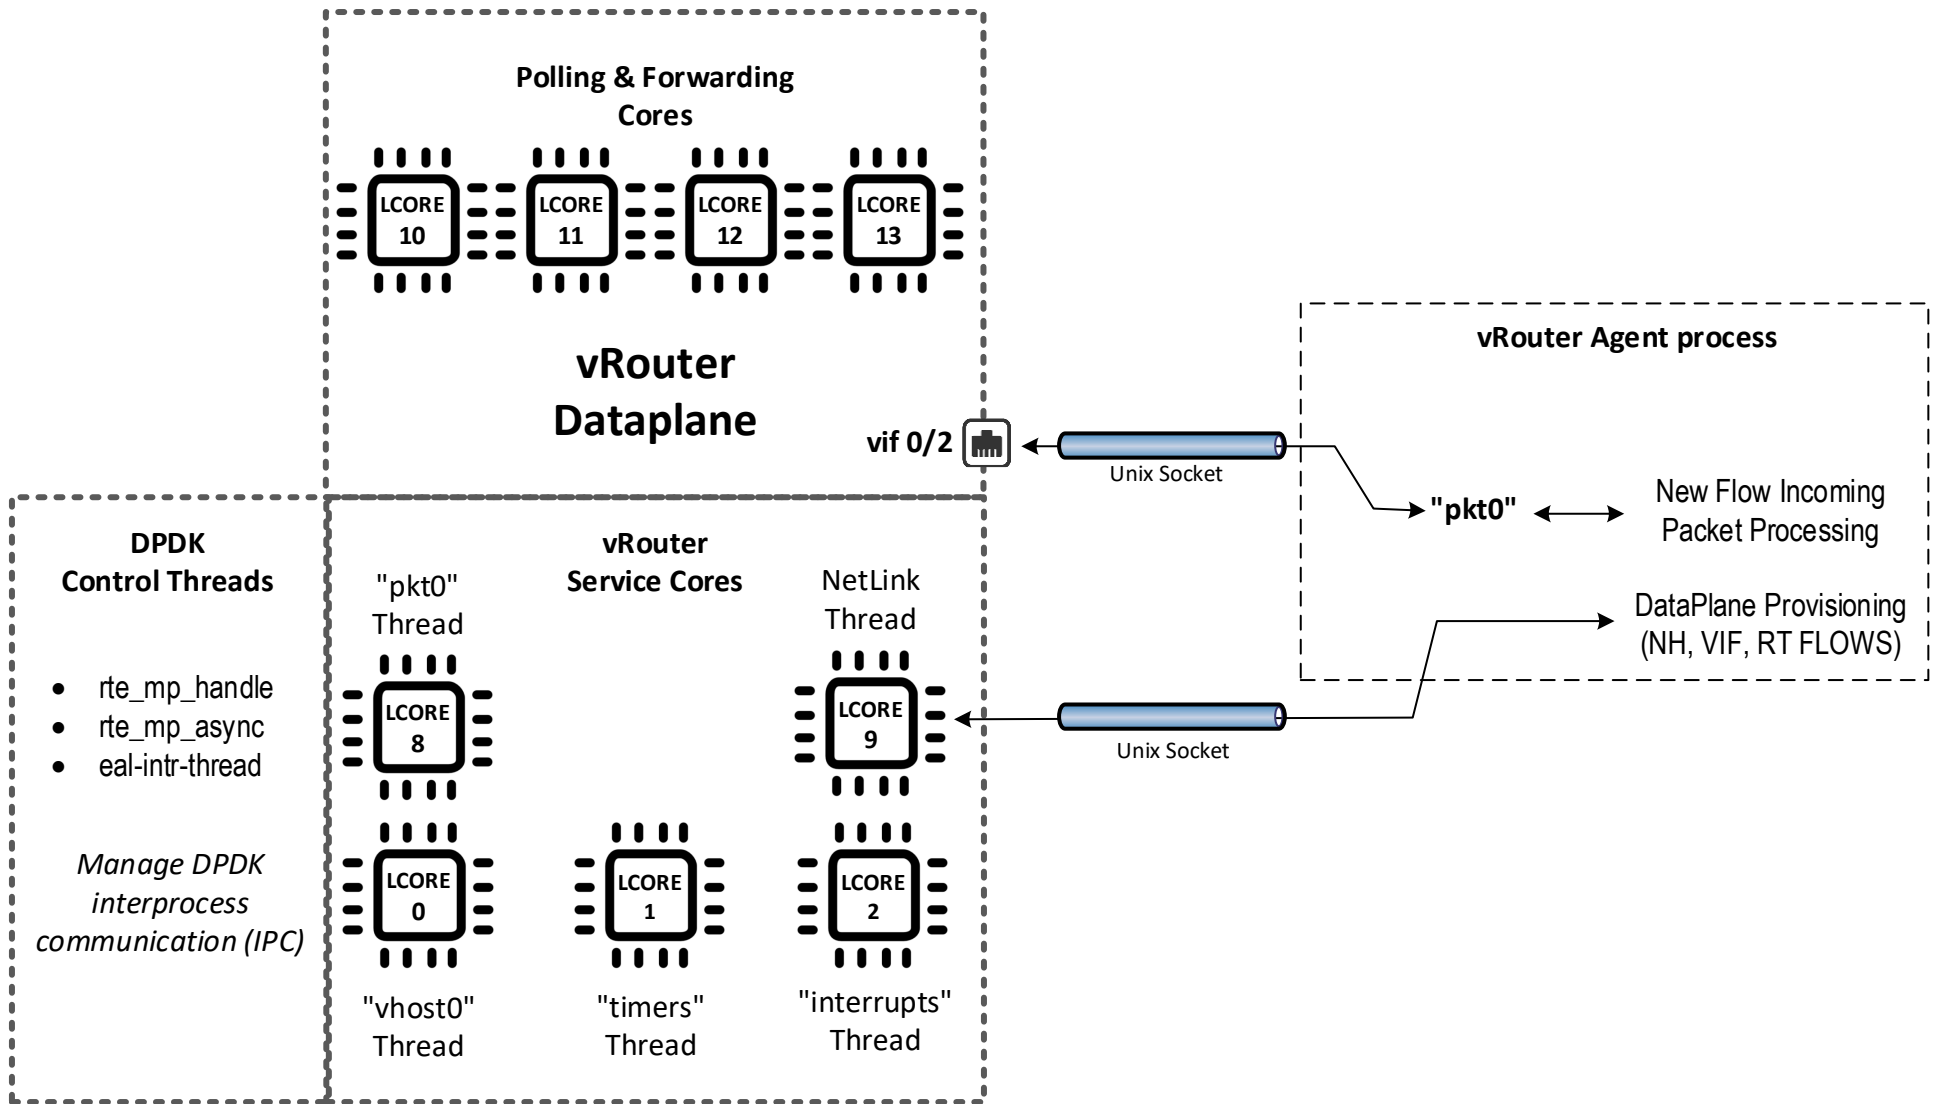 Polling & Forwarding
Cores
LCORE
10
LCORE
11
LCORE
12
LCORE
13
vRouter
Dataplane
vif 0/2
Unix Socket
vRouter Agent process
"pkt0"
New Flow Incoming
Packet Processing
DataPlane Provisioning
(NH, VIF, RT FLOWS)
Unix Socket
DPDK
Control Threads
rte_mp_handle
rte_mp_async
eal-intr-thread
Manage DPDK
interprocess
communication (IPC)
vRouter
Service Cores
"pkt0"
Thread
NetLink
Thread
LCORE
8
LCORE
9
LCORE
0
LCORE
1
LCORE
2
"vhost0"
Thread
"timers"
Thread
"interrupts"
Thread